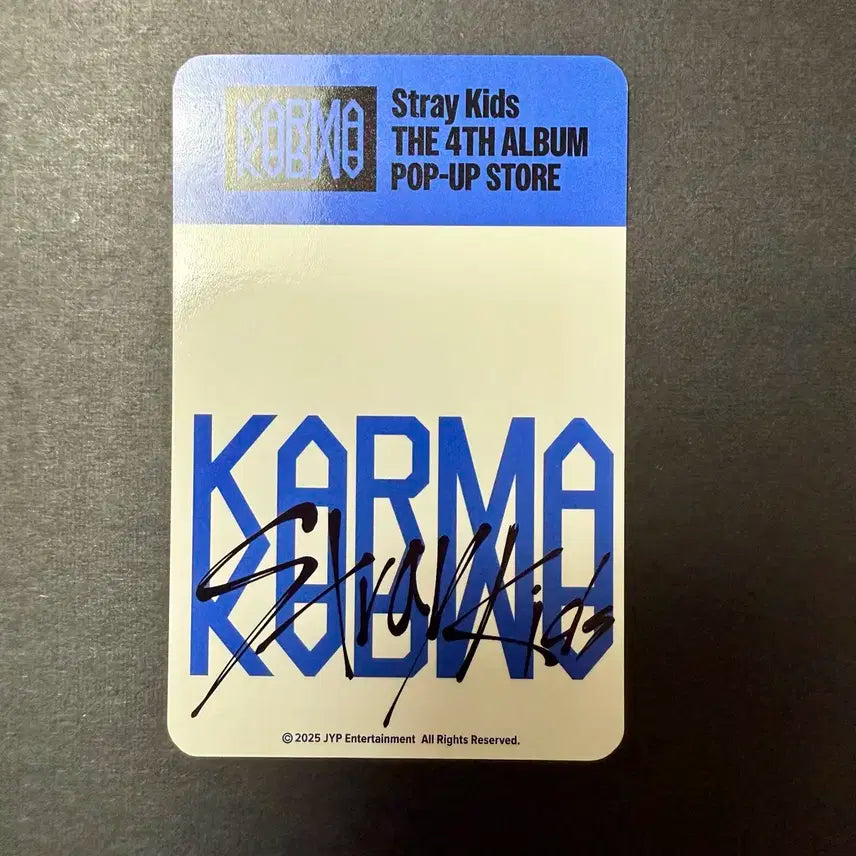 KARMA
Stray Kids
THE 4TH ALBUM
POP-UP STORE
KARMA
Stray Kids
© 2025 JYP Entertainment All Rights Reserved.